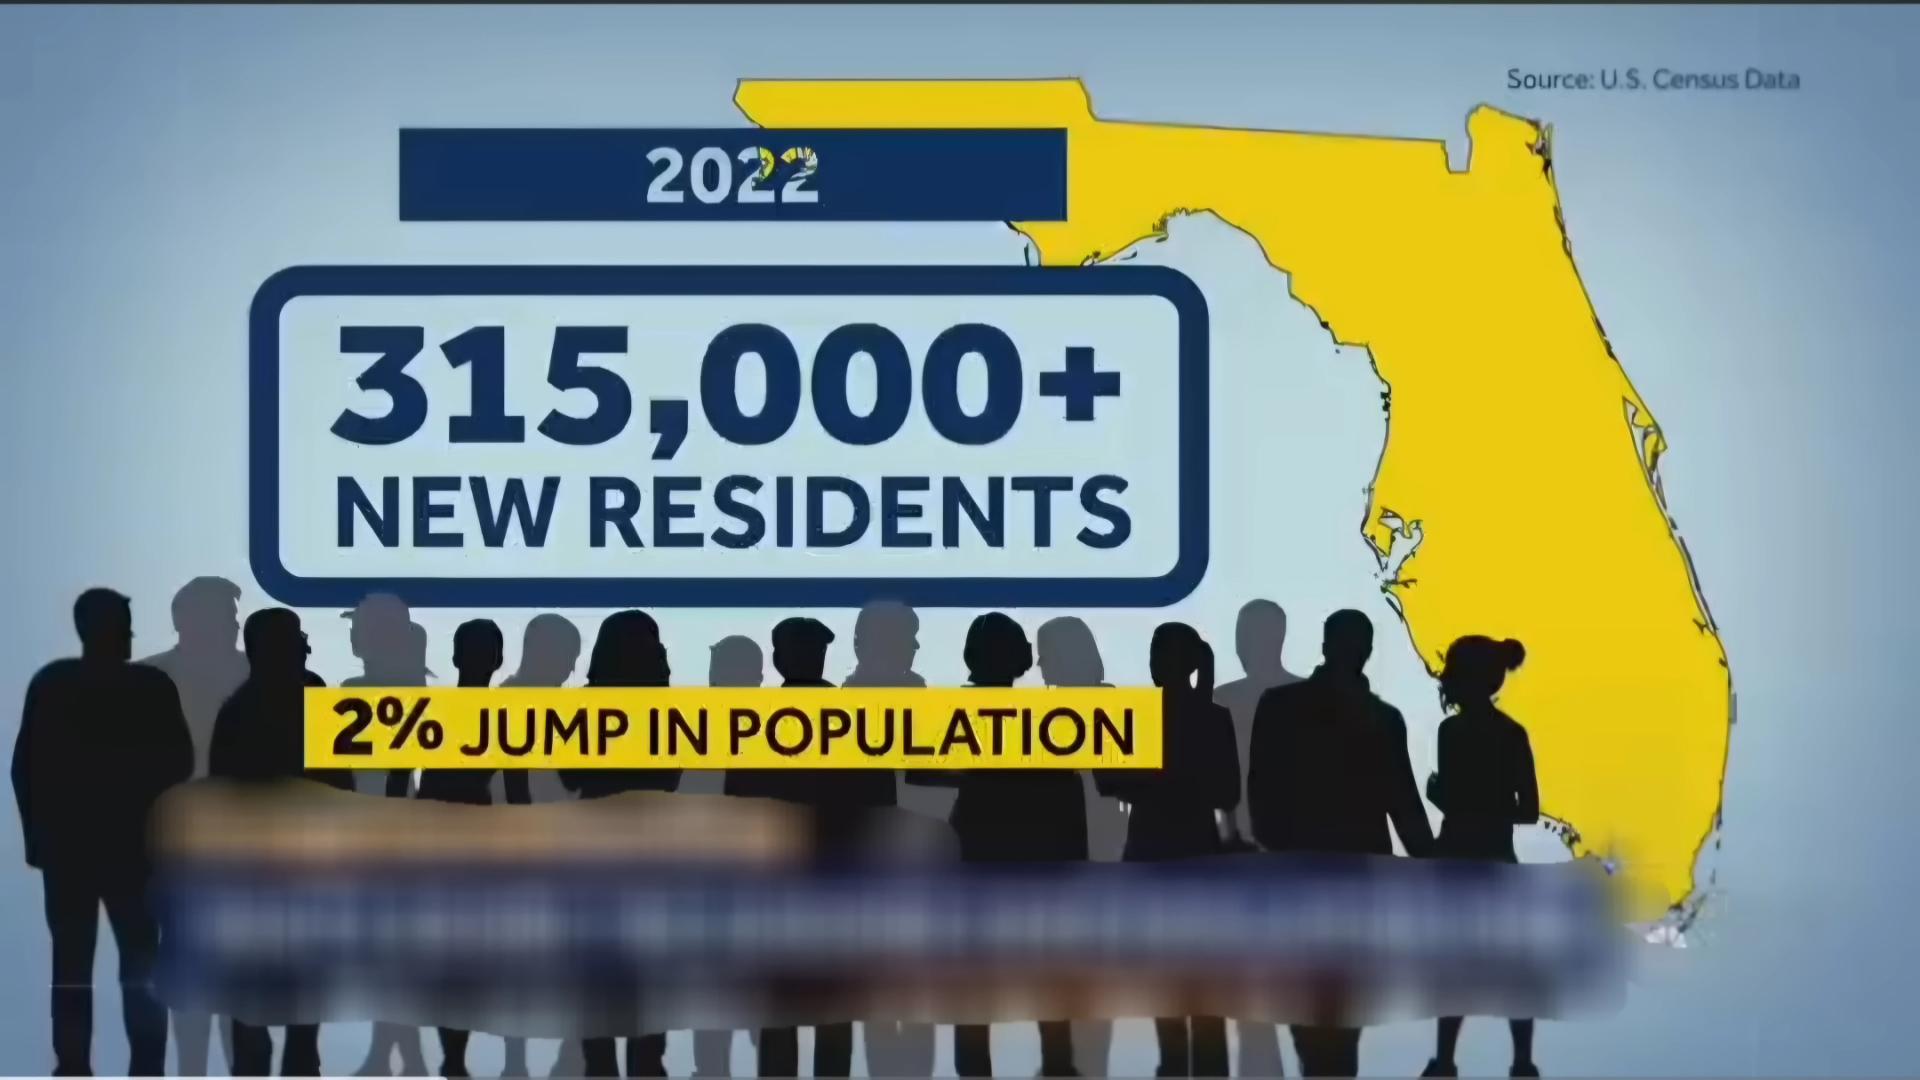 Source: U.S. Census Data
2022
315,000+
NEW RESIDENTS
2% JUMP IN POPULATION